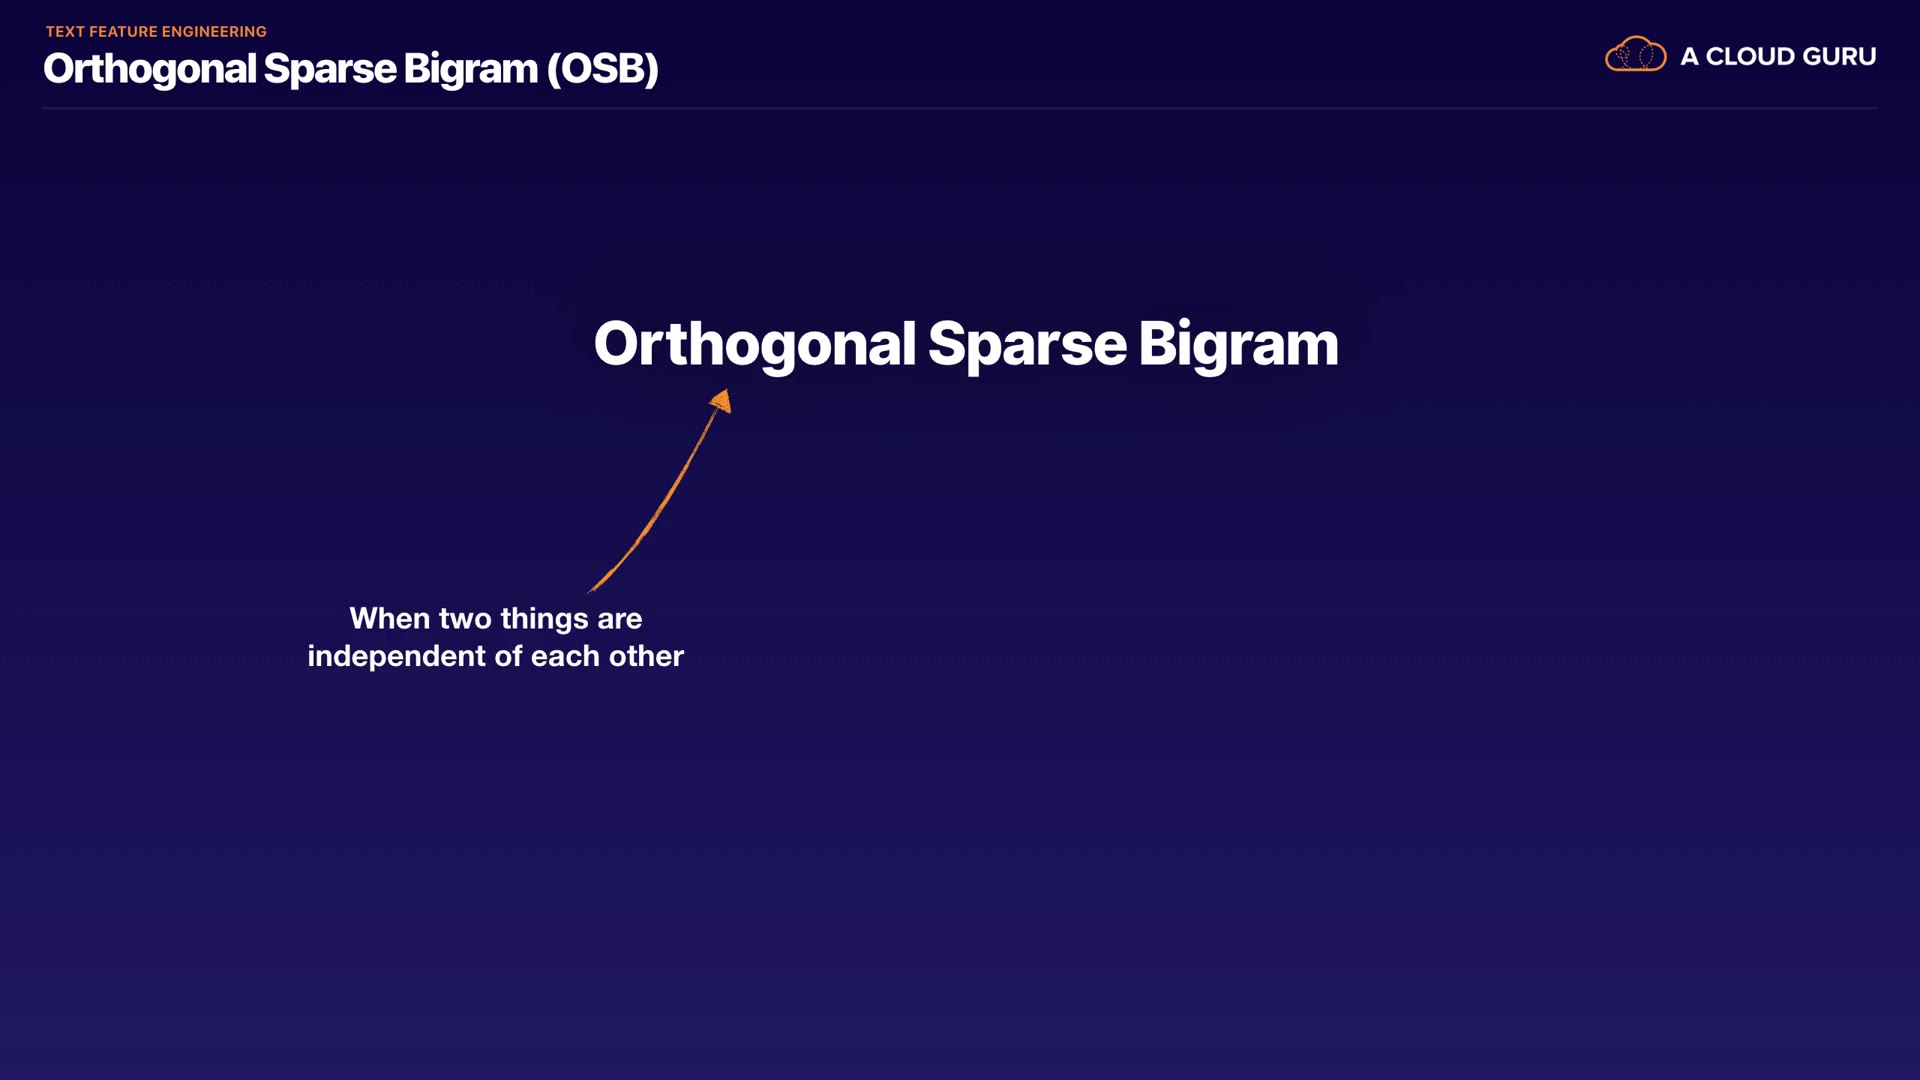 TEXT FEATURE ENGINEERING
Orthogonal Sparse Bigram (OSB)
A CLOUD GURU
Orthogonal Sparse Bigram
When two things are
independent of each other